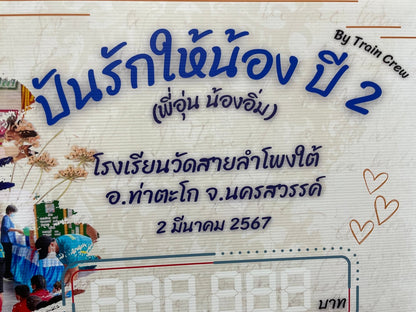 ปันรักให้น้อง ปี 2
By Train Crew
(พี่อุ่น น้องอิ่ม)
โรงเรียนวัดสายลำโพงใต้
อ.ท่าตะโก จ.นครสวรรค์
2 มีนาคม 2567
888,888 บาท